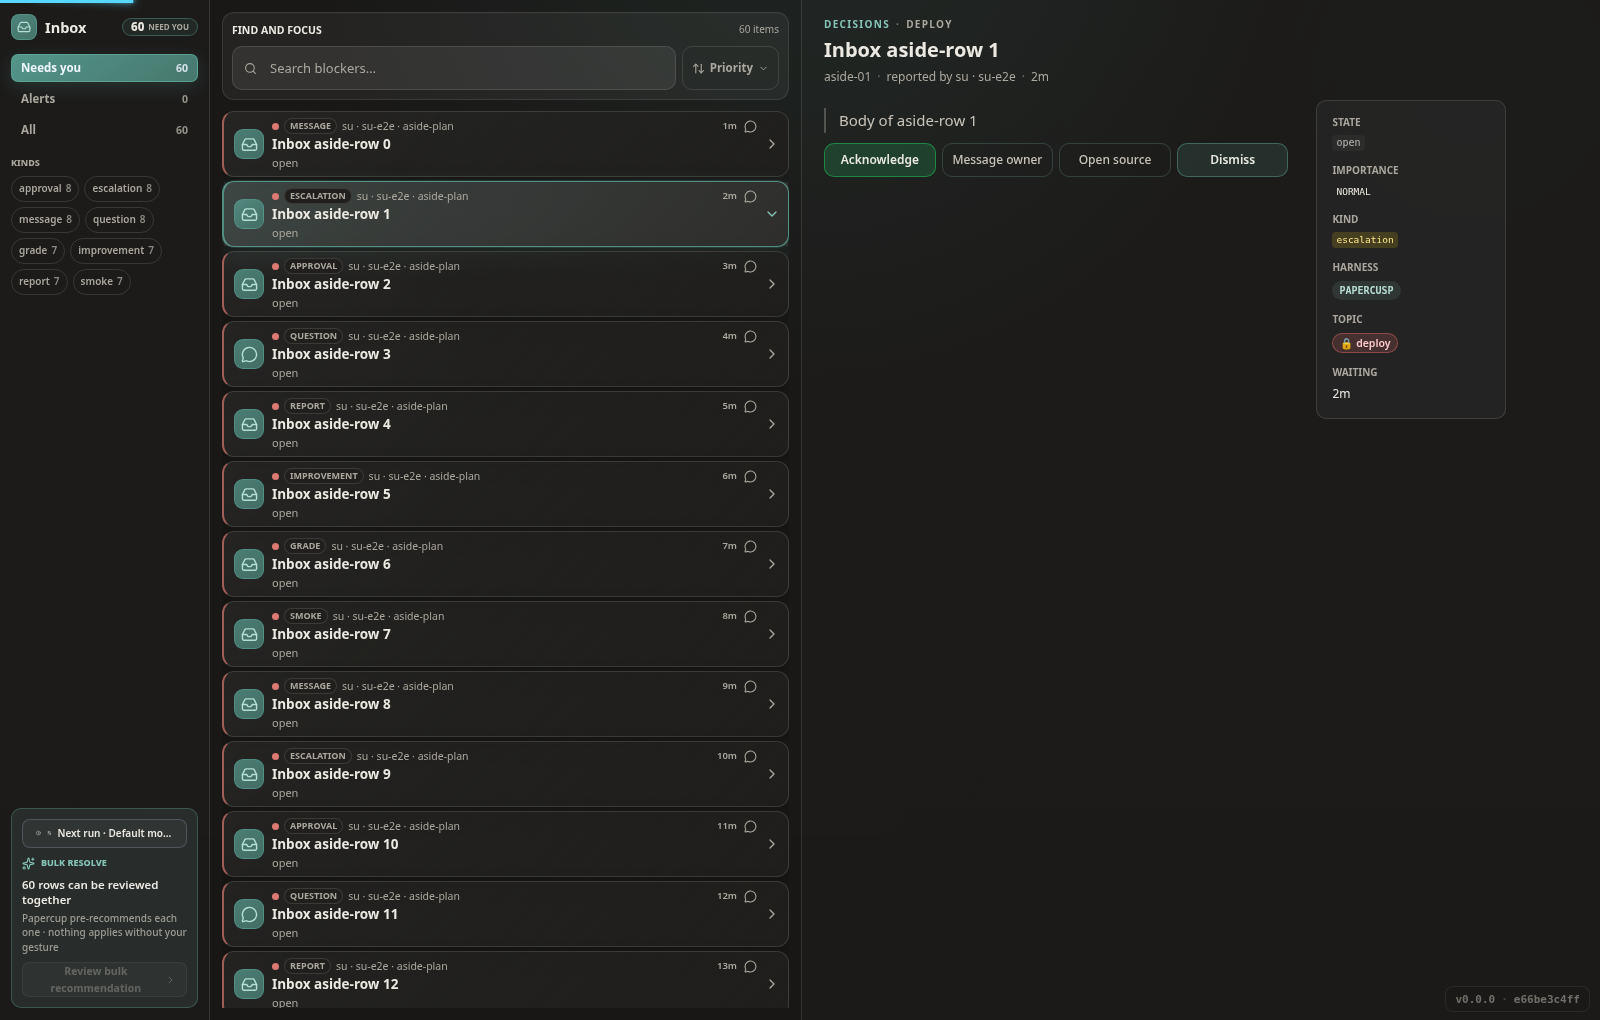 Inbox
60 NEED YOU
Needs you 60
Alerts 0
All 60
KINDS
approval 8
escalation 8
message 8
question 8
grade 7
improvement 7
report 7
smoke 7
Next run · Default mo...
BULK RESOLVE
60 rows can be reviewed
together
Papercup pre-recommends each
one · nothing applies without your
gesture
Review bulk
recommendation
FIND AND FOCUS
60 items
Search blockers...
Priority
MESSAGE su · su-e2e · aside-plan 1m
Inbox aside-row 0
open
ESCALATION su · su-e2e · aside-plan 2m
Inbox aside-row 1
open
APPROVAL su · su-e2e · aside-plan 3m
Inbox aside-row 2
open
QUESTION su · su-e2e · aside-plan 4m
Inbox aside-row 3
open
REPORT su · su-e2e · aside-plan 5m
Inbox aside-row 4
open
IMPROVEMENT su · su-e2e · aside-plan 6m
Inbox aside-row 5
open
GRADE su · su-e2e · aside-plan 7m
Inbox aside-row 6
open
SMOKE su · su-e2e · aside-plan 8m
Inbox aside-row 7
open
MESSAGE su · su-e2e · aside-plan 9m
Inbox aside-row 8
open
ESCALATION su · su-e2e · aside-plan 10m
Inbox aside-row 9
open
APPROVAL su · su-e2e · aside-plan 11m
Inbox aside-row 10
open
QUESTION su · su-e2e · aside-plan 12m
Inbox aside-row 11
open
REPORT su · su-e2e · aside-plan 13m
Inbox aside-row 12
open
DECISIONS · DEPLOY
Inbox aside-row 1
aside-01 · reported by su · su-e2e · 2m
Body of aside-row 1
Acknowledge
Message owner
Open source
Dismiss
STATE
open
IMPORTANCE
NORMAL
KIND
escalation
HARNESS
PAPERCUSP
TOPIC
🔒 deploy
WAITING
2m
v0.0.0 · e66be3c4ff